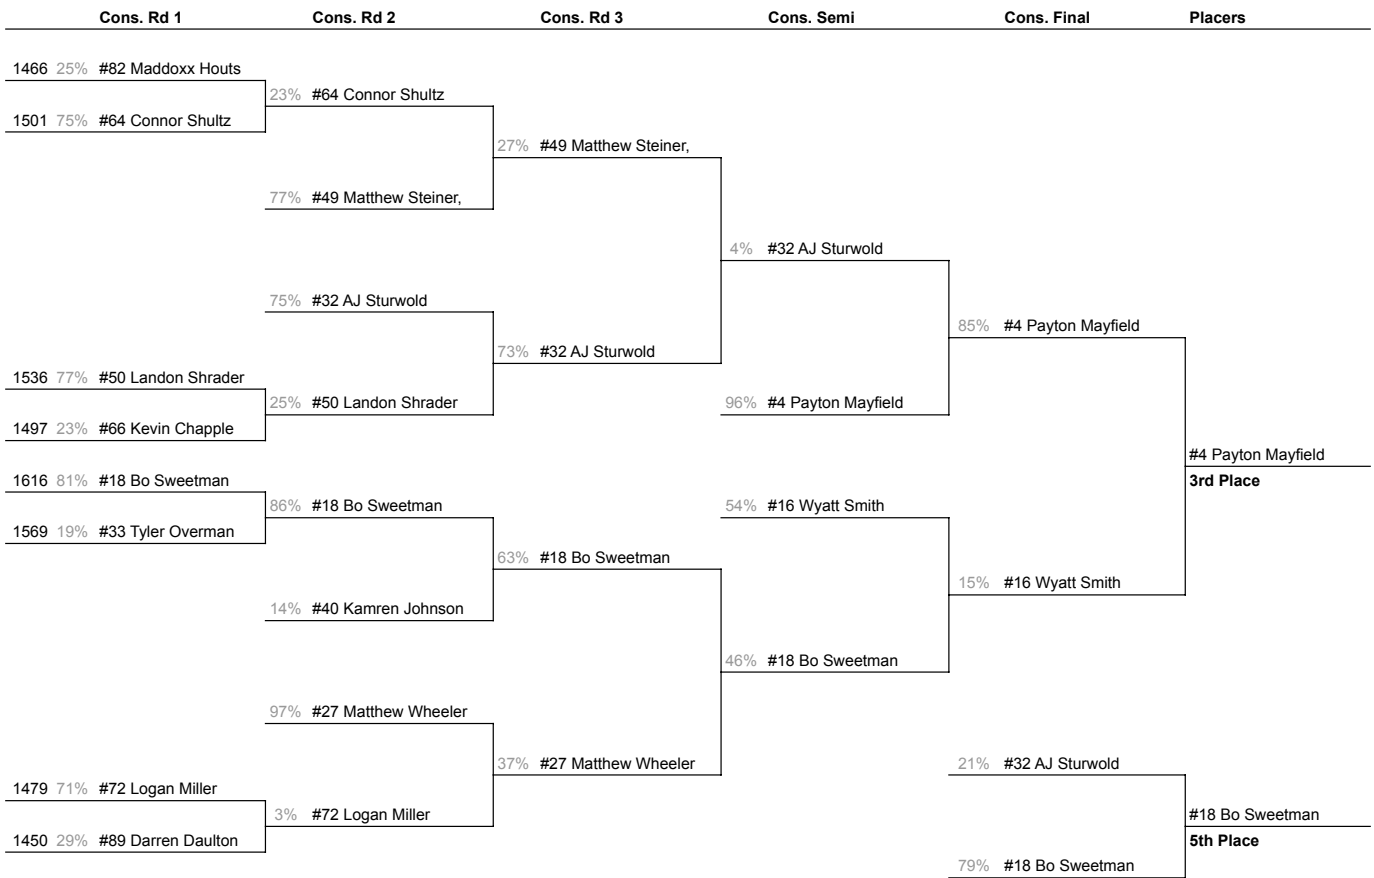 Cons. Rd 1 Cons. Rd 2 Cons. Rd 3 Cons. Semi Cons. Final Placers
1466 25% #82 Maddoxx Houts
23% #64 Connor Shultz
1501 75% #64 Connor Shultz
27% #49 Matthew Steiner,
77% #49 Matthew Steiner,
4% #32 AJ Sturwold
75% #32 AJ Sturwold
85% #4 Payton Mayfield
73% #32 AJ Sturwold
1536 77% #50 Landon Shrader
25% #50 Landon Shrader
96% #4 Payton Mayfield
1497 23% #66 Kevin Chapple
#4 Payton Mayfield
1616 81% #18 Bo Sweetman
3rd Place
86% #18 Bo Sweetman
54% #16 Wyatt Smith
1569 19% #33 Tyler Overman
63% #18 Bo Sweetman
15% #16 Wyatt Smith
14% #40 Kamren Johnson
46% #18 Bo Sweetman
97% #27 Matthew Wheeler
37% #27 Matthew Wheeler
21% #32 AJ Sturwold
1479 71% #72 Logan Miller
3% #72 Logan Miller
#18 Bo Sweetman
1450 29% #89 Darren Daulton
5th Place
79% #18 Bo Sweetman